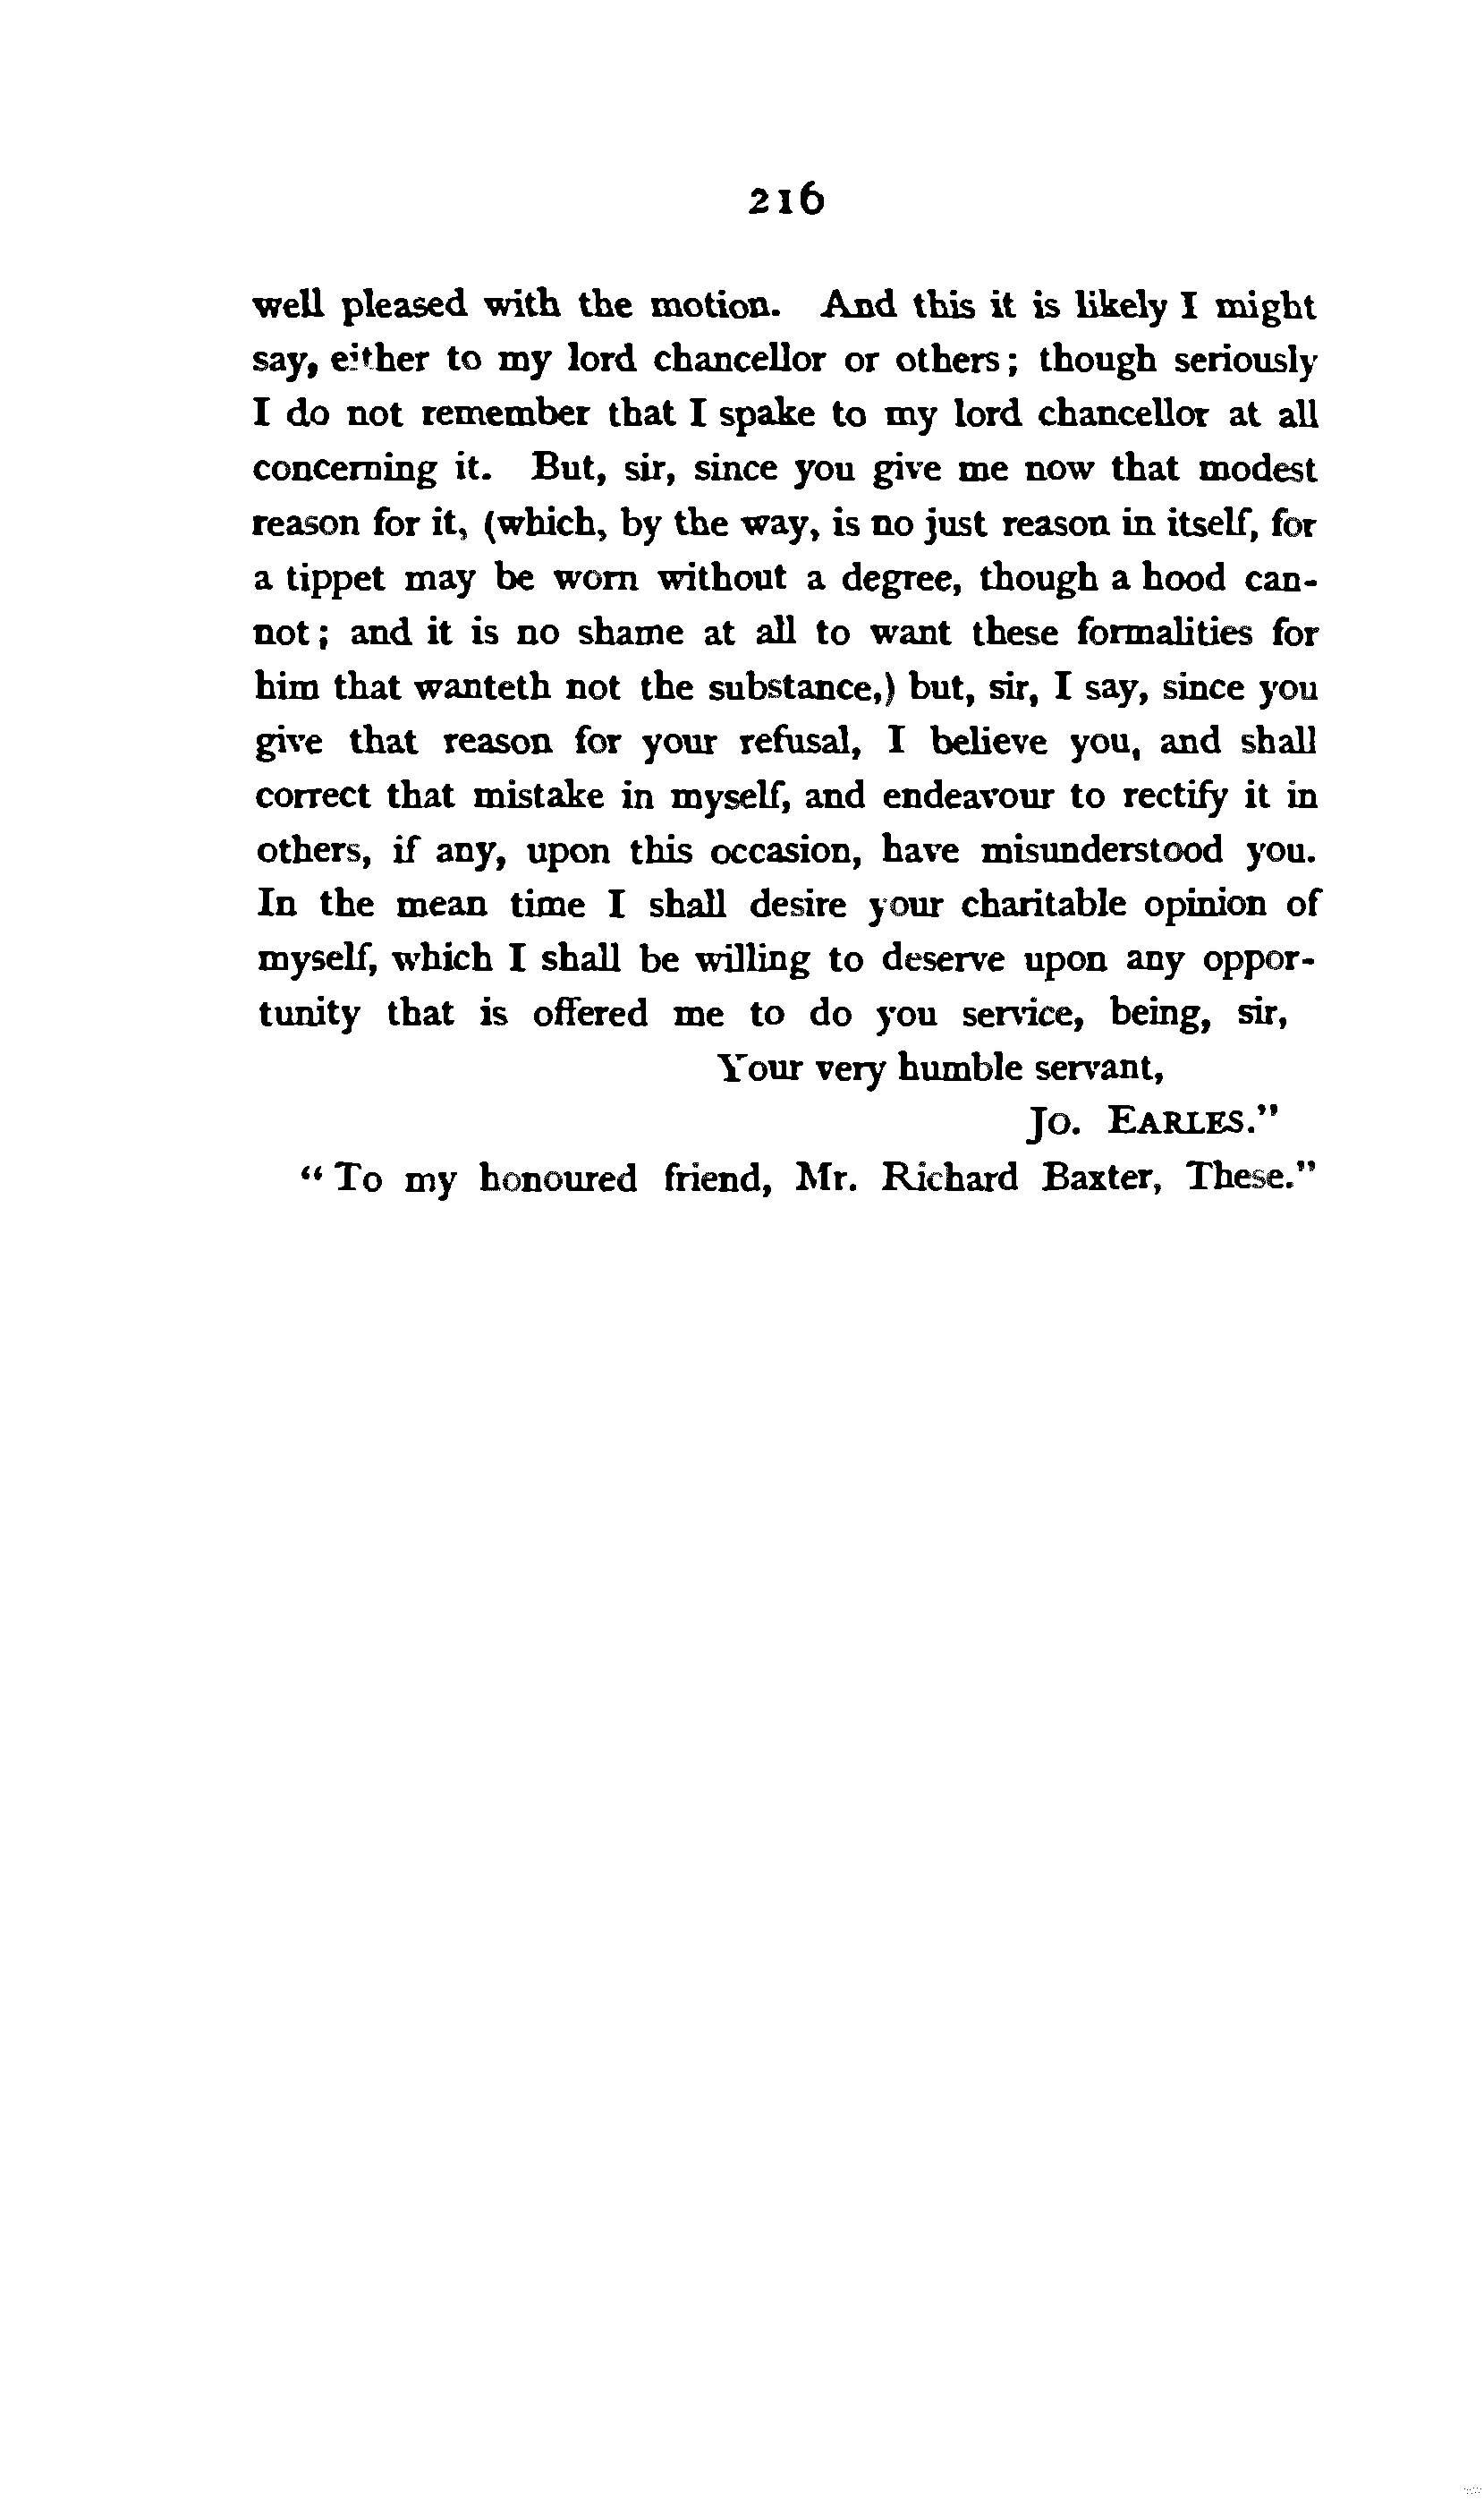 216
well pleased with the motion. And this it is likely I might
say, either to my lord chancellor or others; though seriously
I do not remember that I spake to my lord chancellor at all
concerning it. But, sir, since you give me now that modest
reason for it, (which, by the way, is no just reason in itself, for
a tippet may be worn without a degree, though a hood can-
not; and it is no shame at all to want these formalities for
him that wanteth not the substance,) but, sir, I say, since you
give that reason for your refusal, I believe you, and shall
correct that mistake in myself, and endeavour to rectify it in
others, if any, upon this occasion, have misunderstood you.
In the mean time I shall desire your charitable opinion of
myself, which I shall be willing to deserve upon any oppor-
tunity that is offered me to do you service, being, sir,
Your very humble servant,
Jo. EARLES."
"To my honoured friend, Mr. Richard Baxter, These."